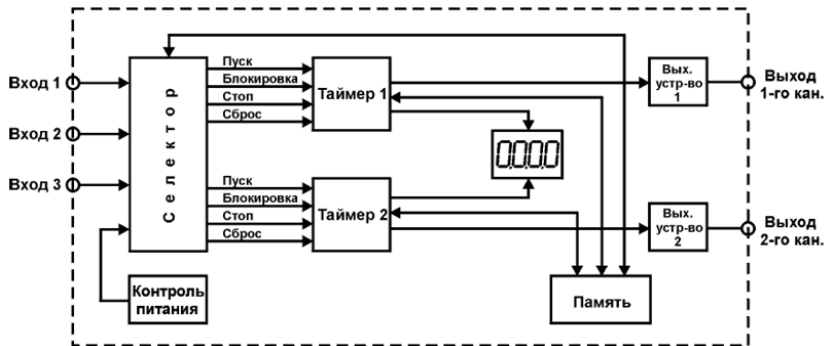 Вход 1
Вход 2
Вход 3
Селектор
Контроль
питания
Пуск
Блокировка
Стоп
Сброс
Таймер 1
Пуск
Блокировка
Стоп
Сброс
Таймер 2
0,0,0,0
Память
Вых.
устр-во
1
Выход
1-го кан.
Вых.
устр-во
2
Выход
2-го кан.